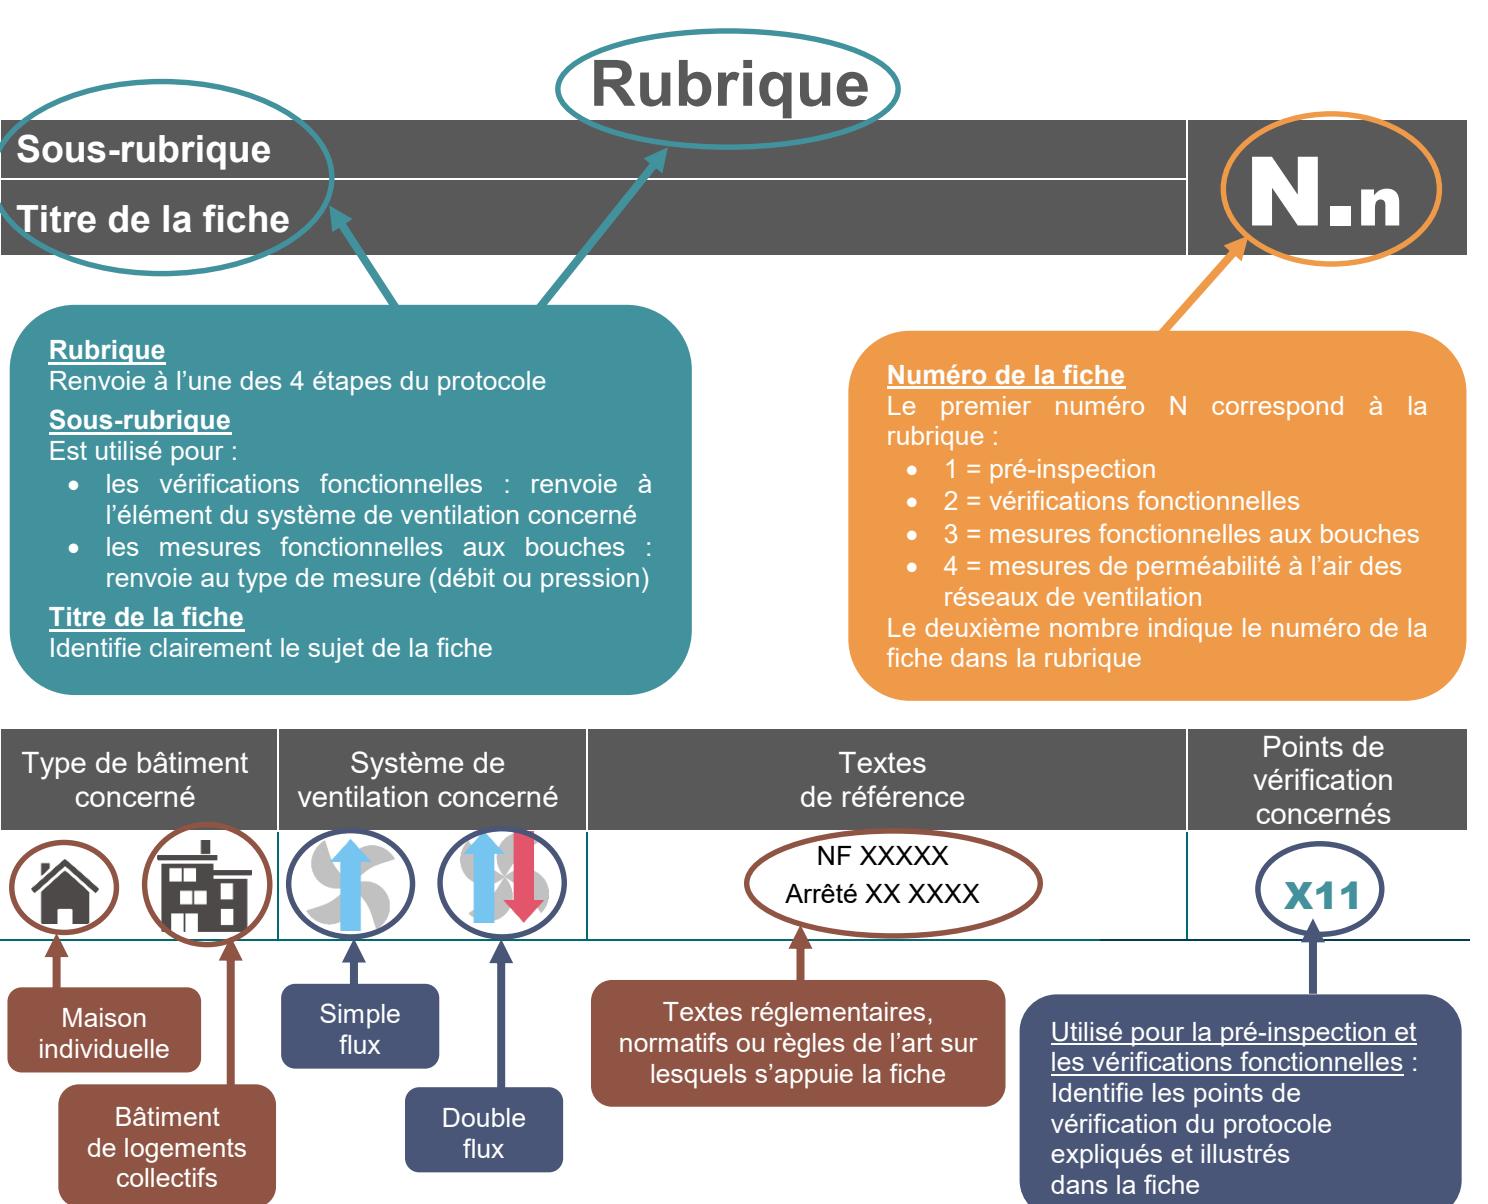 Rubrique
Sous-rubrique
Titre de la fiche
N.n
Rubrique
Renvoie à l’une des 4 étapes du protocole
Sous-rubrique
Est utilisé pour :
• les vérifications fonctionnelles : renvoie à
l’élément du système de ventilation concerné
• les mesures fonctionnelles aux bouches :
renvoie au type de mesure (débit ou pression)
Titre de la fiche
Identifie clairement le sujet de la fiche
Numéro de la fiche
Le premier numéro N correspond à la
rubrique :
• 1 = pré-inspection
• 2 = vérifications fonctionnelles
• 3 = mesures fonctionnelles aux bouches
• 4 = mesures de perméabilité à l’air des
réseaux de ventilation
Le deuxième nombre indique le numéro de la
fiche dans la rubrique
Type de bâtiment
concerné
Système de
ventilation concerné
Textes
de référence
Points de
vérification
concernés
NF XXXXX
Arrêté XX XXXX
X11
Maison
individuelle
Bâtiment
de logements
collectifs
Simple
flux
Double
flux
Textes réglementaires,
normatifs ou règles de l’art sur
lesquels s’appuie la fiche
Utilisé pour la pré-inspection et
les vérifications fonctionnelles :
Identifie les points de
vérification du protocole
expliqués et illustrés
dans la fiche